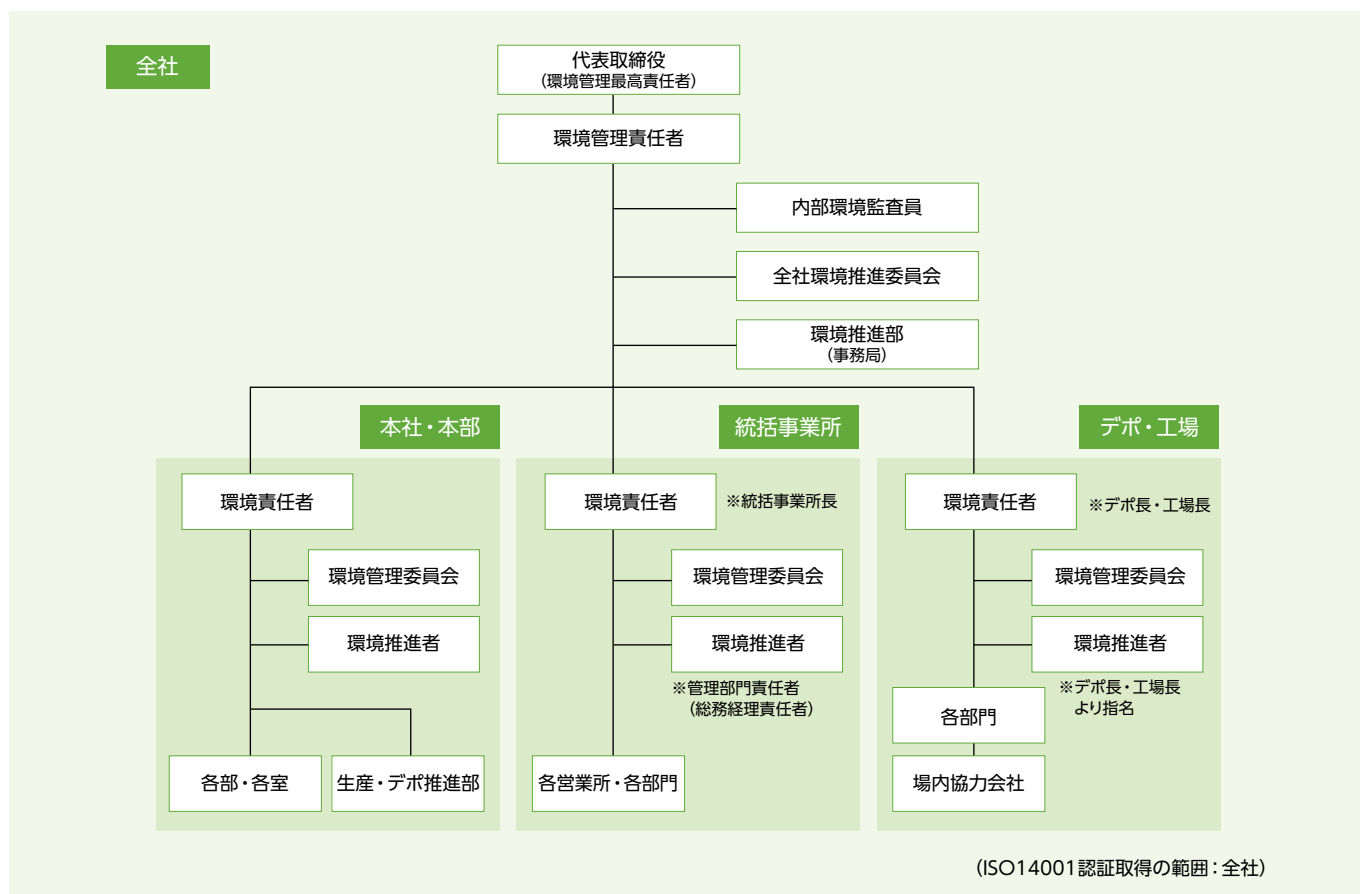 全社
代表取締役
(環境管理最高責任者)
環境管理責任者
内部環境監査員
全社環境推進委員会
環境推進部
(事務局)
本社・本部
環境責任者
環境管理委員会
環境推進者
各部・各室
生産・デポ推進部
統括事業所
環境責任者
※統括事業所長
環境管理委員会
環境推進者
※管理部門責任者
(総務経理責任者)
各営業所・各部門
デポ・工場
環境責任者
※デポ長・工場長
環境管理委員会
環境推進者
※デポ長・工場長
より指名
各部門
場内協力会社
(ISO14001認証取得の範囲:全社)